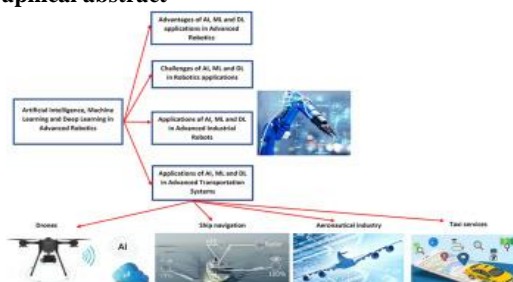 aphical abstract
Advantages of AI, ML and DL
applications in Advanced
Robotics
Challenges of AI, ML and DL
in Robotics applications
Artificial Intelligence, Machine
Learning and Deep Learning in
Advanced Robotics
Applications of AI, ML and DL
in Advanced Industrial
Robots
Applications of AI, ML and DL
in Advanced Transportation
Systems
Drones
Ship navigation
Aeronautical industry
Taxi services
AI